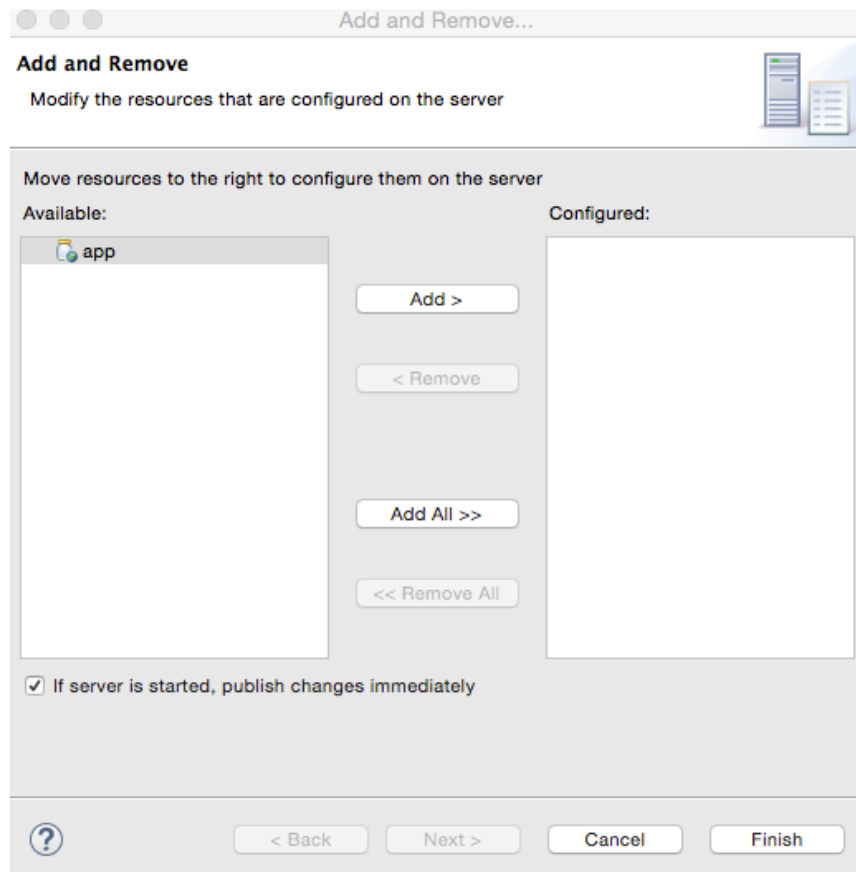 Add and Remove...
Add and Remove
Modify the resources that are configured on the server
Move resources to the right to configure them on the server
Available:
Configured:
app
Add >
< Remove
Add All >>
<< Remove All
If server is started, publish changes immediately
?
< Back
Next >
Cancel
Finish